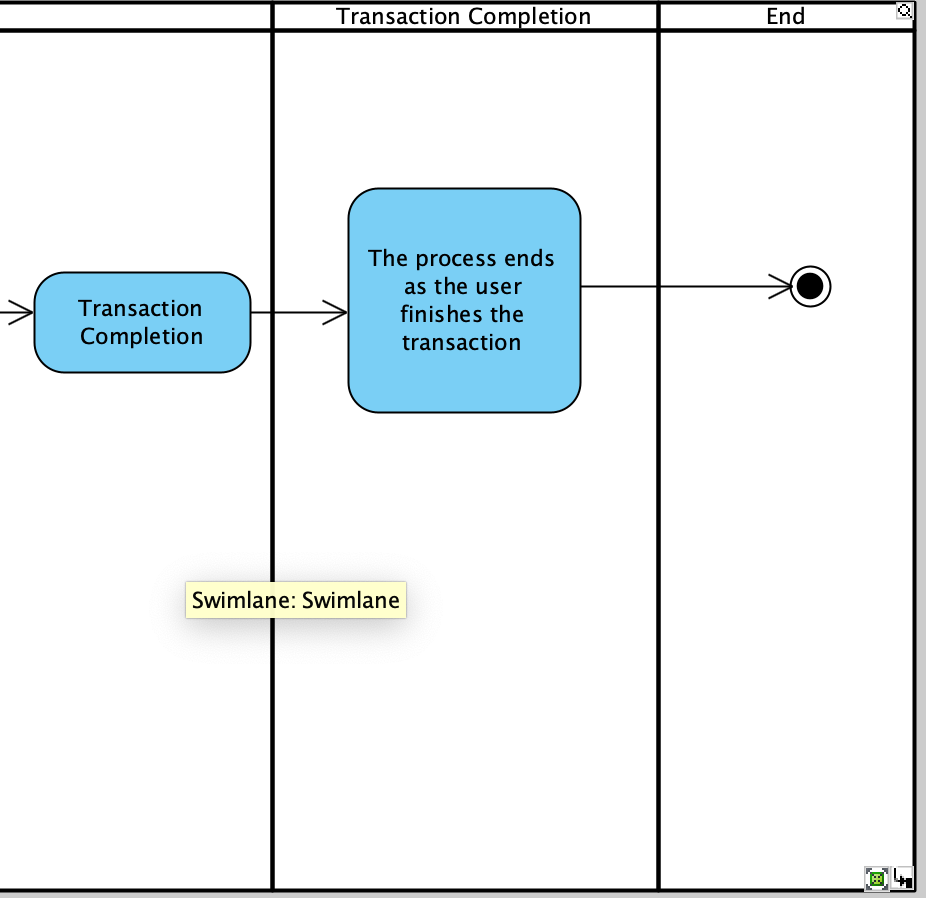 Transaction Completion
End
Transaction
Completion
The process ends
as the user
finishes the
transaction
Swimlane: Swimlane